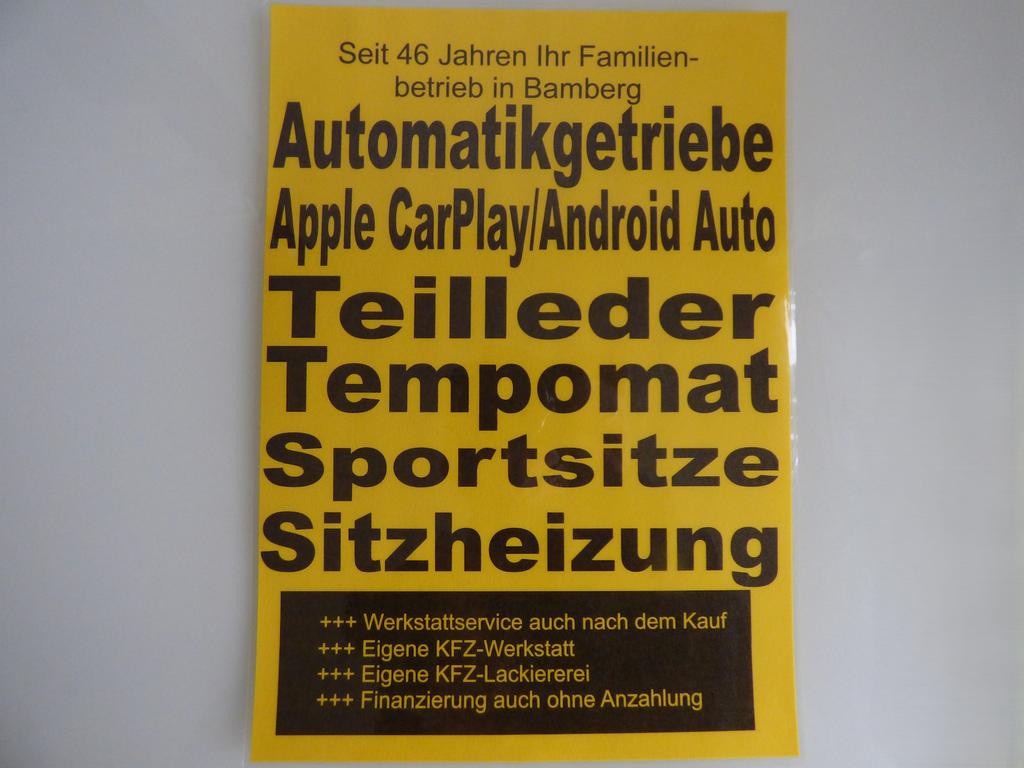 Seit 46 Jahren Ihr Familien-
betrieb in Bamberg
Automatikgetriebe
Apple CarPlay/Android Auto
Teilleder
Tempomat
Sportsitze
Sitzheizung
+++ Werkstattservice auch nach dem Kauf
+++ Eigene KFZ-Werkstatt
+++ Eigene KFZ-Lackiererei
+++ Finanzierung auch ohne Anzahlung